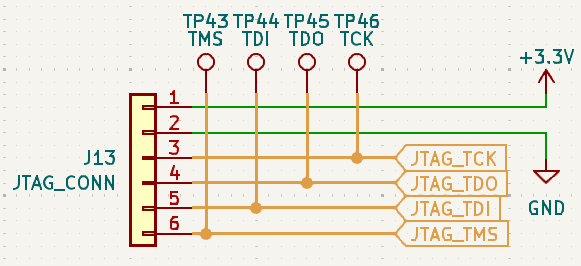 TP43 TP44 TP45 TP46
TMS TDI TDO TCK
+3.3V
1
2
3
J13
JTAG_TCK
4
JTAG_CONN
JTAG_TDO
5
JTAG_TDI
GND
6
JTAG_TMS